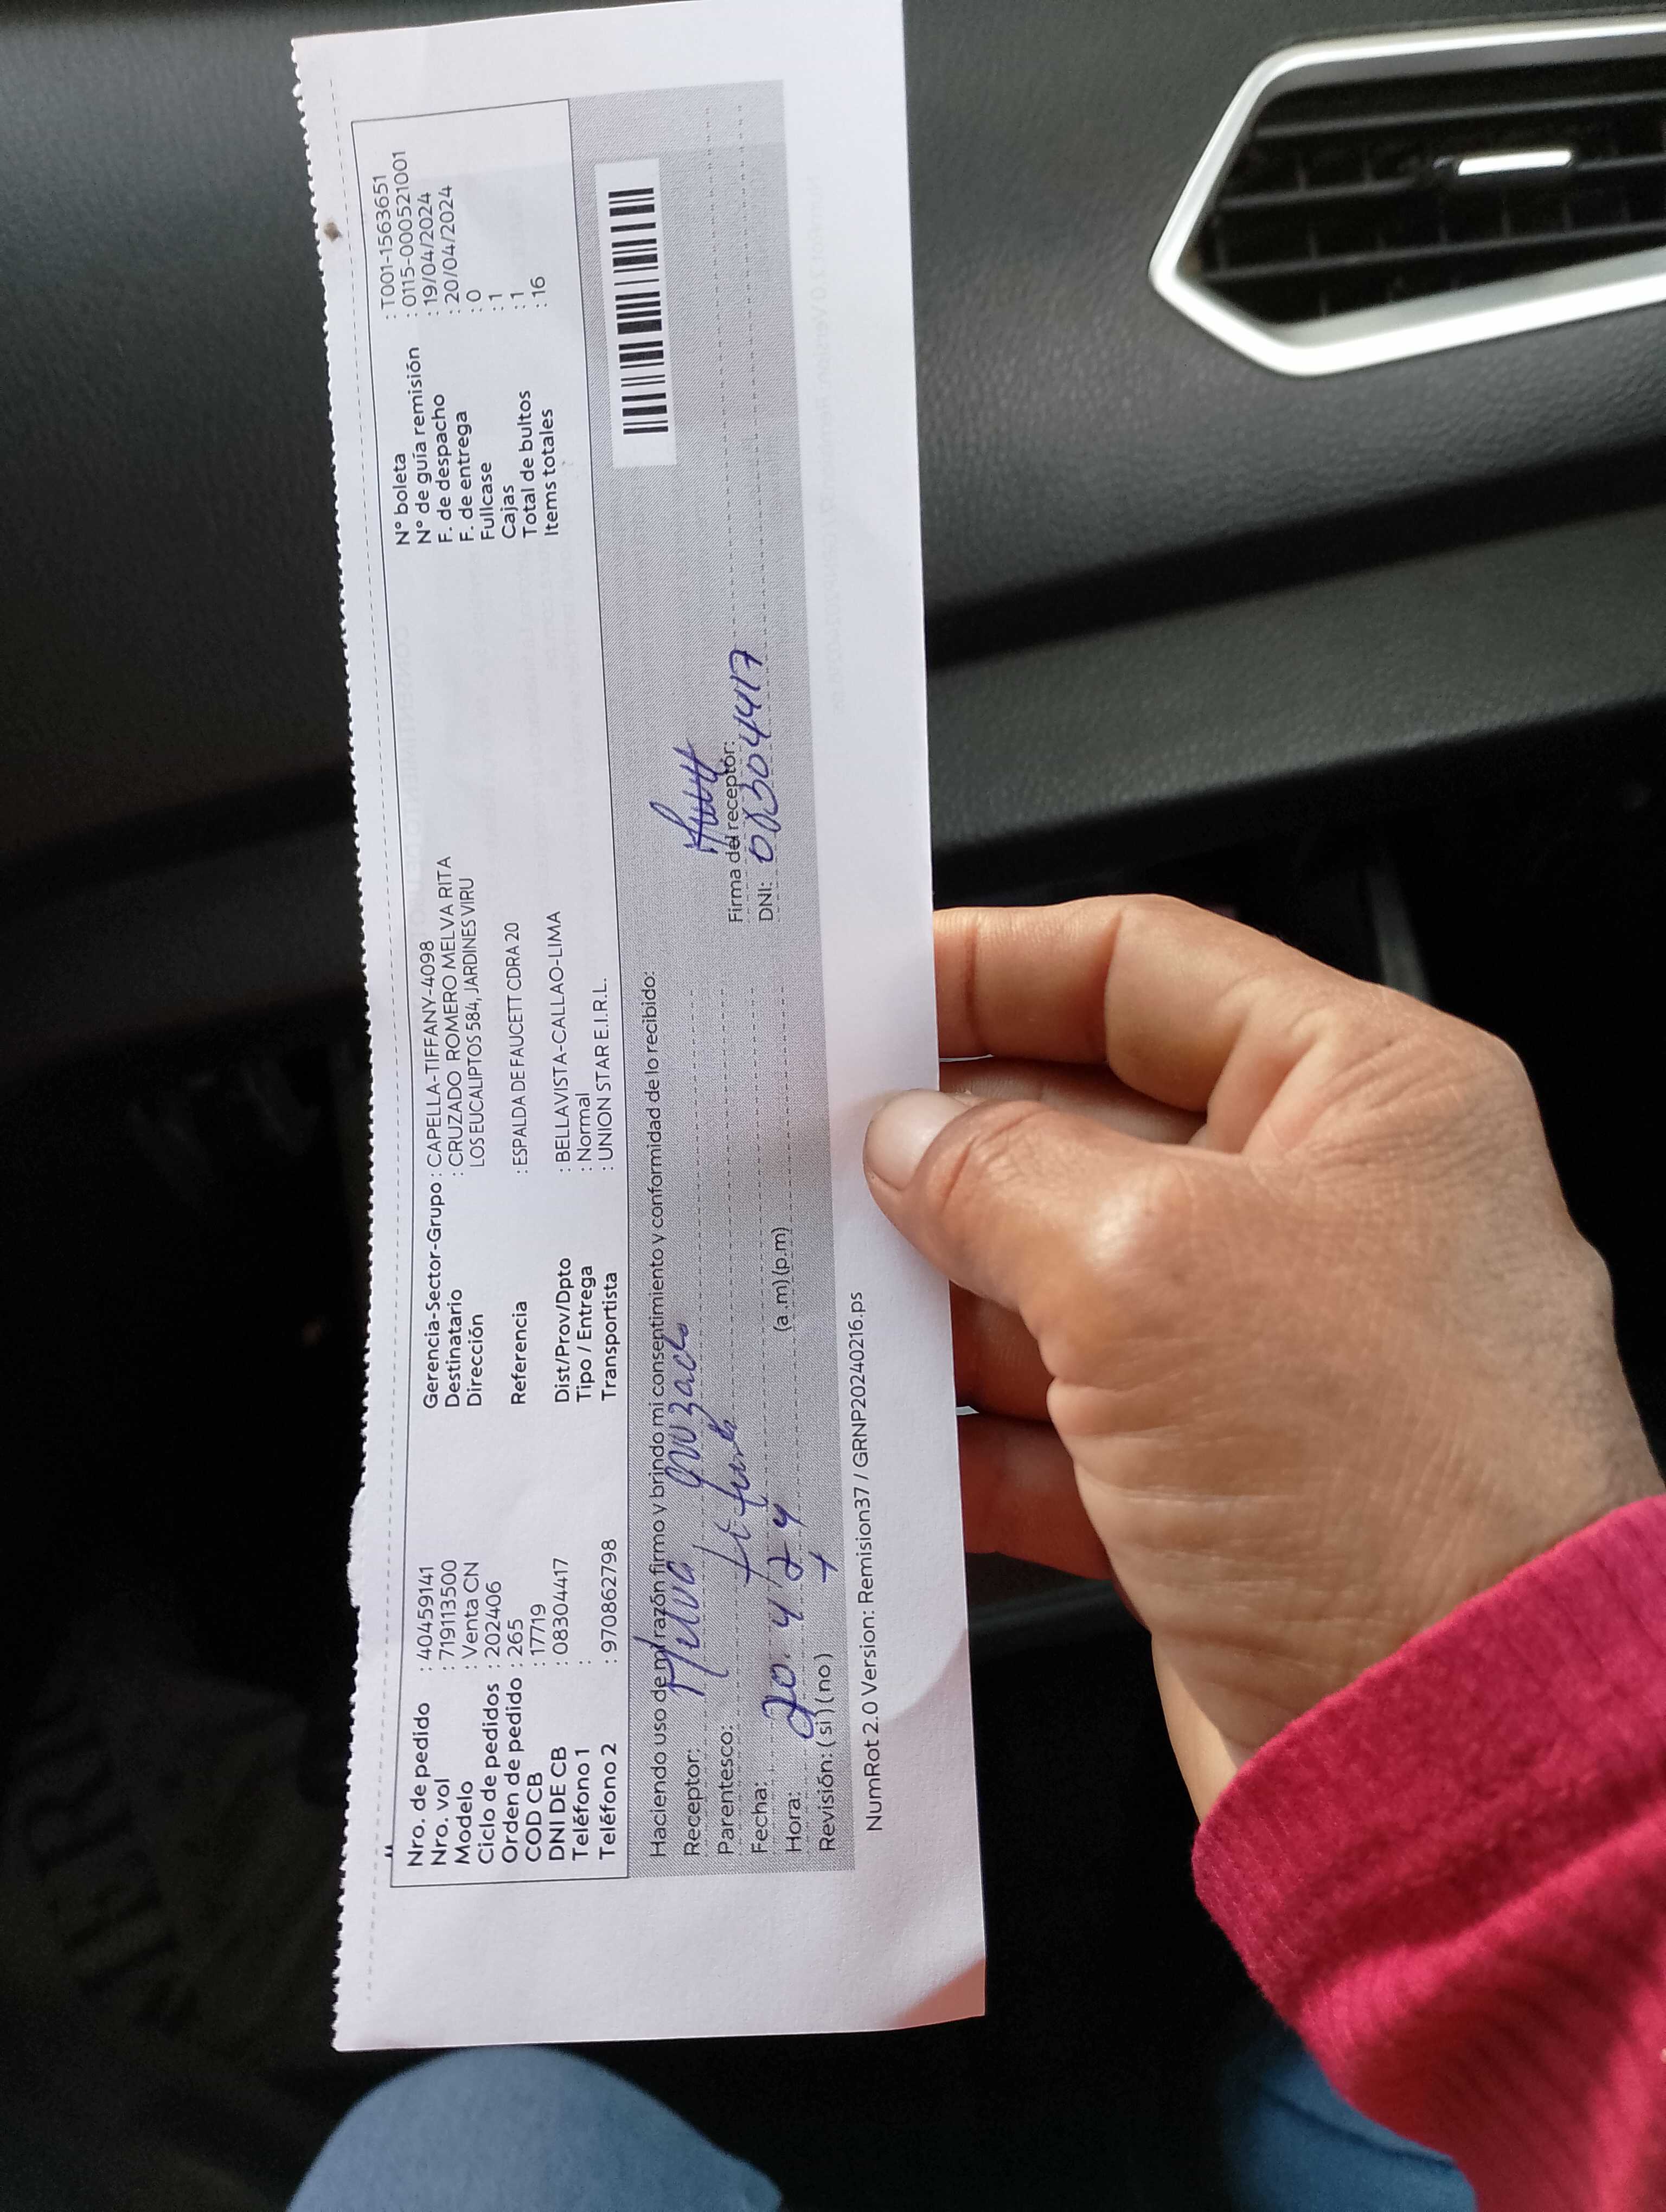 Nro. de pedido : 40459141
Nro. vol : 719113500
Modelo : Venta CN
Ciclo de pedidos : 202406
Orden de pedido : 265
COD CB : 17719
DNI DE CB : 08304417
Teléfono 1 :
Teléfono 2 : 970862798
Gerencia-Sector-Grupo : CAPELLA-TIFFANY-4098
Destinatario : CRUZADO ROMERO MELVA RITA
Dirección LOS EUCALIPTOS 584, JARDINES VIRU
Referencia : ESPALDA DE FAUCETT CDRA 20
Dist/Prov/Dpto : BELLAVISTA-CALLAO-LIMA
Tipo / Entrega : Normal
Transportista : UNION STAR E.I.R.L.
N° boleta : T001-1563651
N° de guía remisión : 0115-000521001
F. de despacho : 19/04/2024
F. de entrega : 20/04/2024
Fullcase : 0
Cajas : 1
Total de bultos : 1
Items totales : 16
Haciendo uso de mi razón firmo y brindo mi consentimiento y conformidad de lo recibido:
Receptor: Melva Cruzado
Parentesco: titular
Fecha: 20. 4 24
Hora: (a.m) (p.m)
Revisión: ( si ) ( no )
Firma del receptor:
DNI: 08304417
NumRot 2.0 Version: Remision37 / GRNP20240216.ps